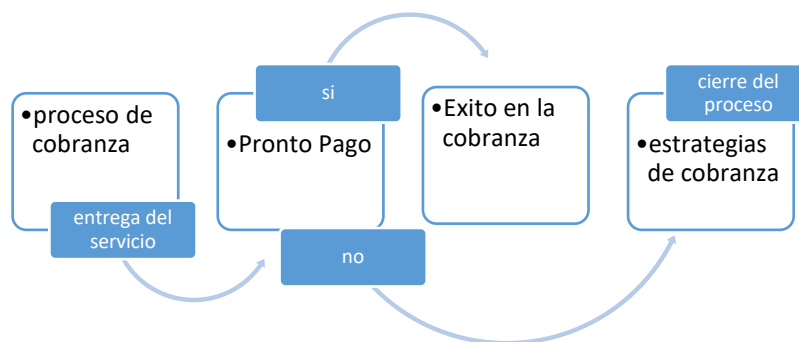 •proceso de
cobranza
entrega del
servicio
si
•Pronto Pago
no
•Exito en la
cobranza
cierre del
proceso
•estrategias
de cobranza